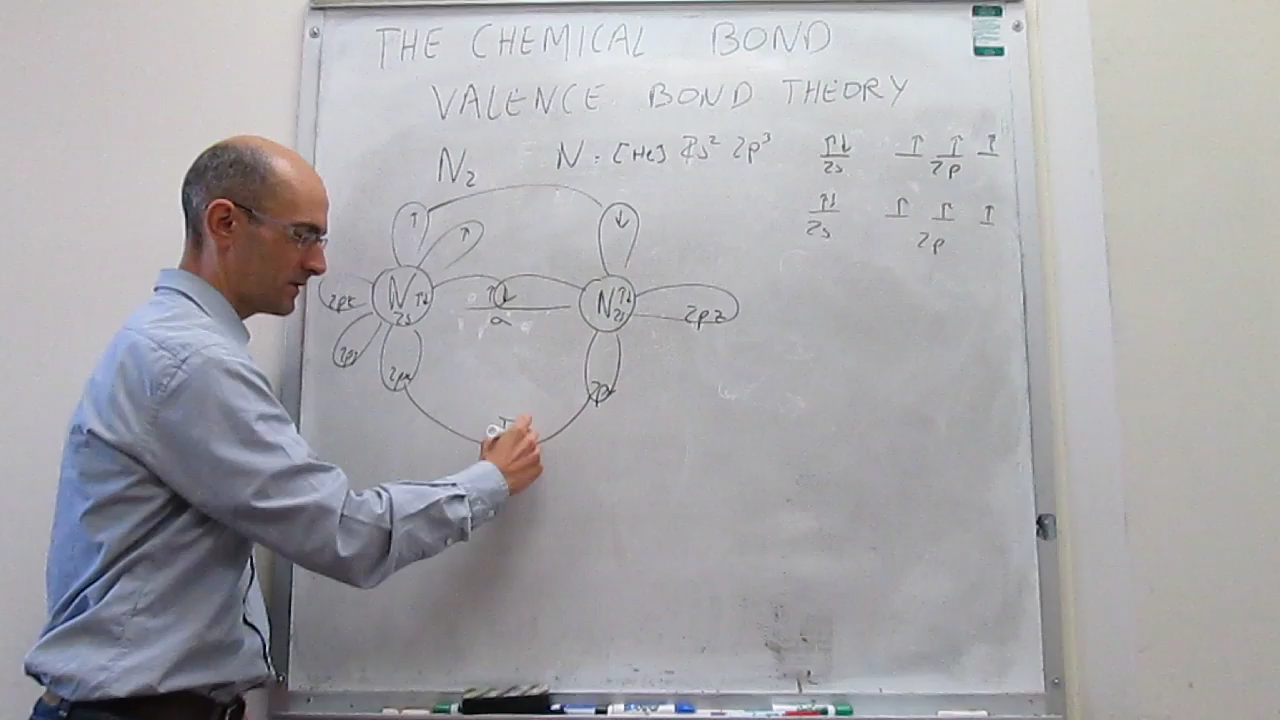 THE CHEMICAL BOND
VALENCE BOND THEORY
N2 N: [He] 2s² 2p³ ↑↓ ↑ ↑ ↑
2s 2p
↑↓ ↑ ↑ ↑
2s 2p
↑ ↑ ↓
N ↑↓ ↑ ↓ N ↑↓
2pz 2s σ 2s 2pz
2py
2px 2px
π